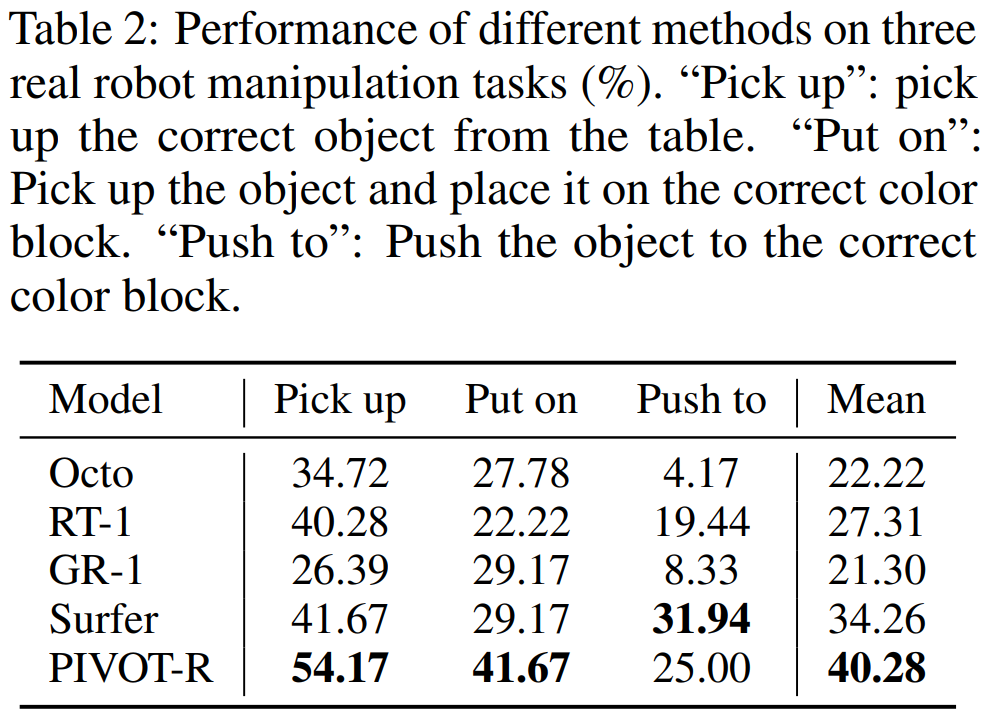 Table 2: Performance of different methods on three
real robot manipulation tasks (%). “Pick up”: pick
up the correct object from the table. “Put on”:
Pick up the object and place it on the correct color
block. “Push to”: Push the object to the correct
color block.
Model Pick up Put on Push to Mean
Octo 34.72 27.78 4.17 22.22
RT-1 40.28 22.22 19.44 27.31
GR-1 26.39 29.17 8.33 21.30
Surfer 41.67 29.17 31.94 34.26
PIVOT-R 54.17 41.67 25.00 40.28